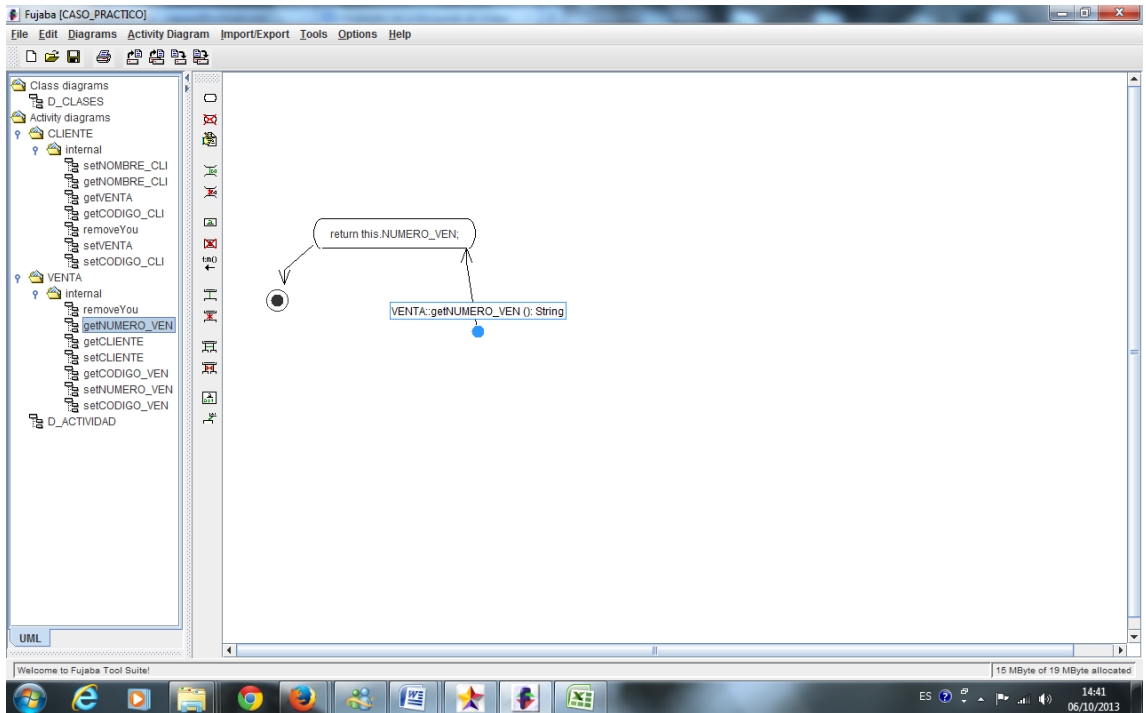 Fujaba [CASO_PRACTICO]
File Edit Diagrams Activity Diagram Import/Export Tools Options Help
Class diagrams
D_CLASES
Activity diagrams
CLIENTE
internal
setNOMBRE_CLI
getNOMBRE_CLI
getVENTA
getCODIGO_CLI
removeYou
setVENTA
setCODIGO_CLI
VENTA
internal
removeYou
getNUMERO_VEN
getCLIENTE
setCLIENTE
getCODIGO_VEN
setNUMERO_VEN
setCODIGO_VEN
D_ACTIVIDAD
return this.NUMERO_VEN;
VENTA::getNUMERO_VEN (): String
UML
Welcome to Fujaba Tool Suite!
15 MByte of 19 MByte allocated
ES
14:41
06/10/2013